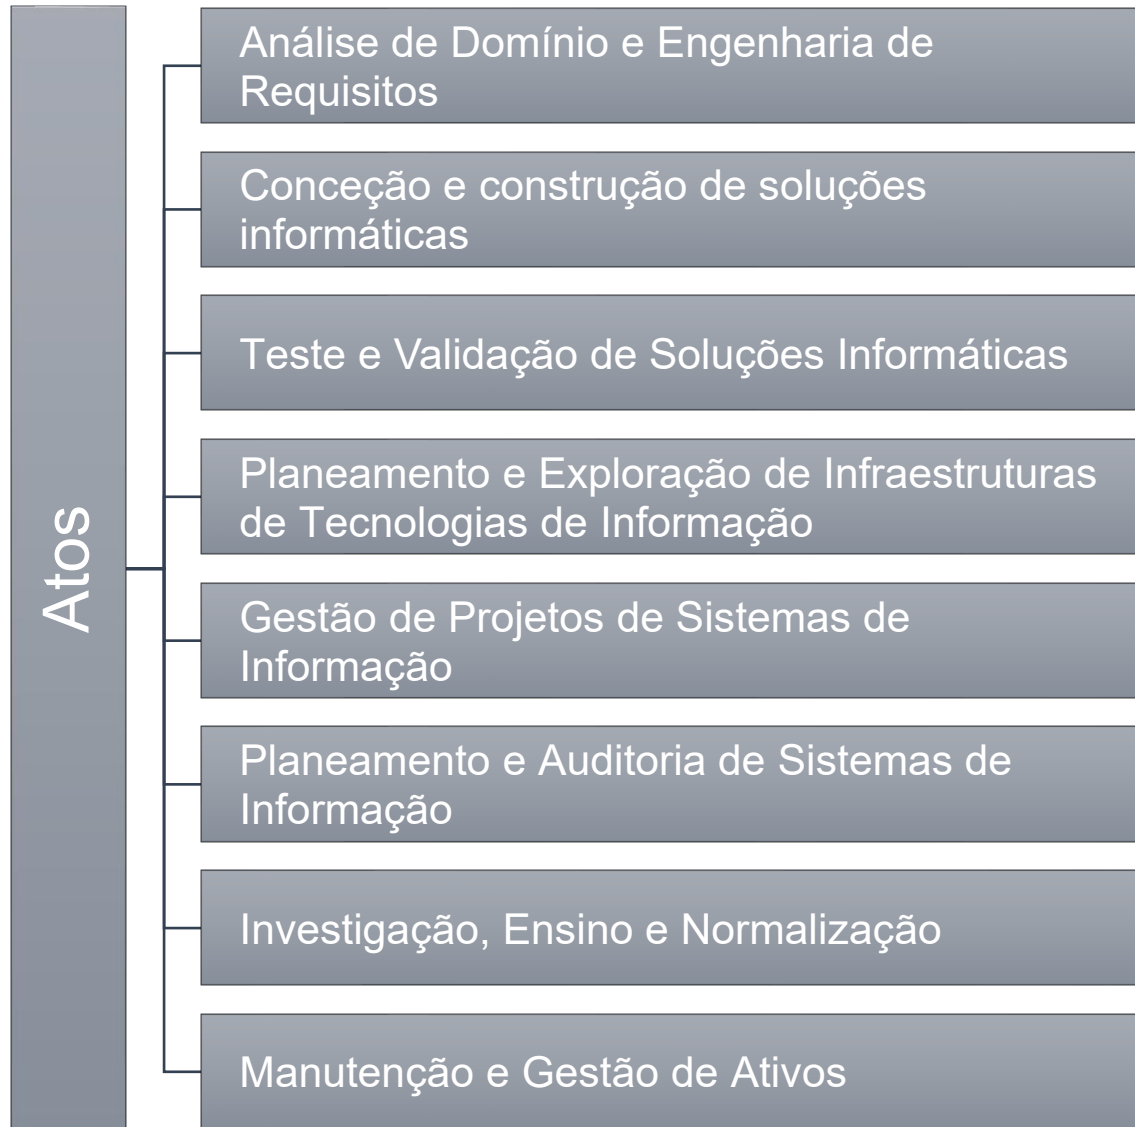 Atos
Análise de Domínio e Engenharia de
Requisitos
Conceção e construção de soluções
informáticas
Teste e Validação de Soluções Informáticas
Planeamento e Exploração de Infraestruturas
de Tecnologias de Informação
Gestão de Projetos de Sistemas de
Informação
Planeamento e Auditoria de Sistemas de
Informação
Investigação, Ensino e Normalização
Manutenção e Gestão de Ativos